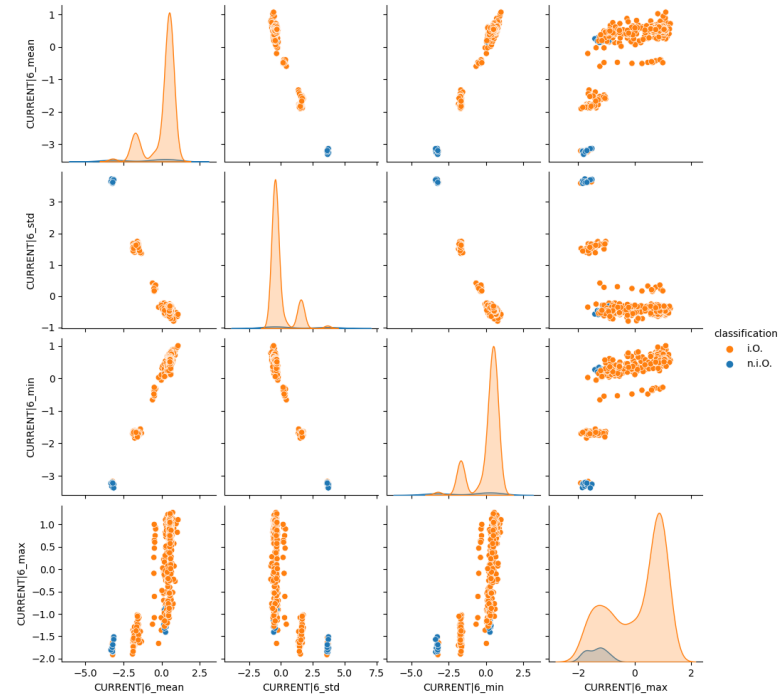 CURRENT|6_mean
1
0
−1
−2
−3
CURRENT|6_std
3
2
1
0
−1
classification
i.O.
n.i.O.
CURRENT|6_min
1
0
−1
−2
−3
CURRENT|6_max
1.0
0.5
0.0
−0.5
−1.0
−1.5
−2.0
−5.0 −2.5 0.0 2.5
CURRENT|6_mean
−2.5 0.0 2.5 5.0 7.5
CURRENT|6_std
−5.0 −2.5 0.0 2.5
CURRENT|6_min
−2 0 2
CURRENT|6_max